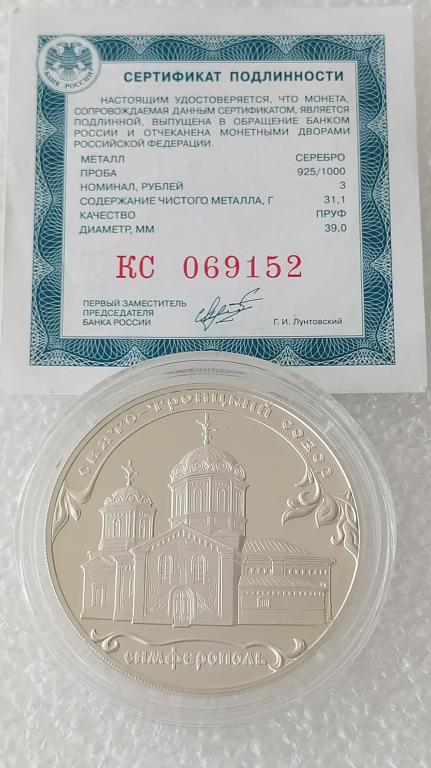 БАНК РОССИИ
СЕРТИФИКАТ ПОДЛИННОСТИ
НАСТОЯЩИМ УДОСТОВЕРЯЕТСЯ, ЧТО МОНЕТА,
СОПРОВОЖДАЕМАЯ ДАННЫМ СЕРТИФИКАТОМ, ЯВЛЯЕТСЯ
ПОДЛИННОЙ, ВЫПУЩЕНА В ОБРАЩЕНИЕ БАНКОМ
РОССИИ И ОТЧЕКАНЕНА МОНЕТНЫМИ ДВОРАМИ
РОССИЙСКОЙ ФЕДЕРАЦИИ.
МЕТАЛЛ СЕРЕБРО
ПРОБА 925/1000
НОМИНАЛ, РУБЛЕЙ 3
СОДЕРЖАНИЕ ЧИСТОГО МЕТАЛЛА, Г 31,1
КАЧЕСТВО ПРУФ
ДИАМЕТР, ММ 39,0
КС 069152
ПЕРВЫЙ ЗАМЕСТИТЕЛЬ
ПРЕДСЕДАТЕЛЯ
БАНКА РОССИИ
Г. И. Лунтовский
СВЯТО-ТРОИЦКИЙ СОБОР
СИМФЕРОПОЛЬ